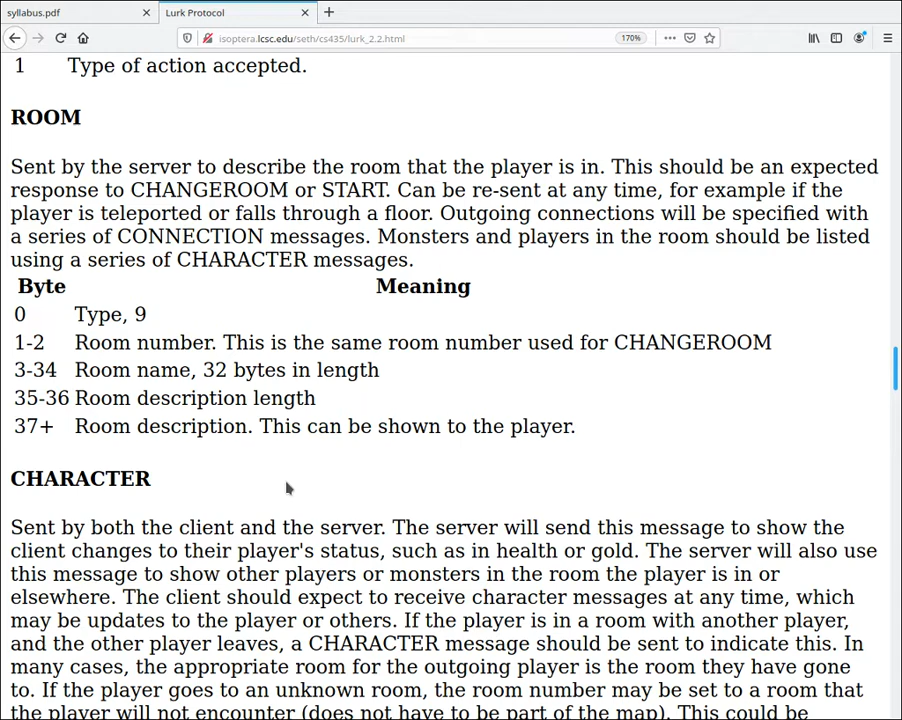 syllabus.pdf
Lurk Protocol
isoptera.lcsc.edu/seth/cs435/lurk_2.2.html
170%
1 Type of action accepted.
ROOM
Sent by the server to describe the room that the player is in. This should be an expected
response to CHANGEROOM or START. Can be re-sent at any time, for example if the
player is teleported or falls through a floor. Outgoing connections will be specified with
a series of CONNECTION messages. Monsters and players in the room should be listed
using a series of CHARACTER messages.
Byte Meaning
0 Type, 9
1-2 Room number. This is the same room number used for CHANGEROOM
3-34 Room name, 32 bytes in length
35-36 Room description length
37+ Room description. This can be shown to the player.
CHARACTER
Sent by both the client and the server. The server will send this message to show the
client changes to their player's status, such as in health or gold. The server will also use
this message to show other players or monsters in the room the player is in or
elsewhere. The client should expect to receive character messages at any time, which
may be updates to the player or others. If the player is in a room with another player,
and the other player leaves, a CHARACTER message should be sent to indicate this. In
many cases, the appropriate room for the outgoing player is the room they have gone
to. If the player goes to an unknown room, the room number may be set to a room that
the player will not encounter (does not have to be part of the map). This could be